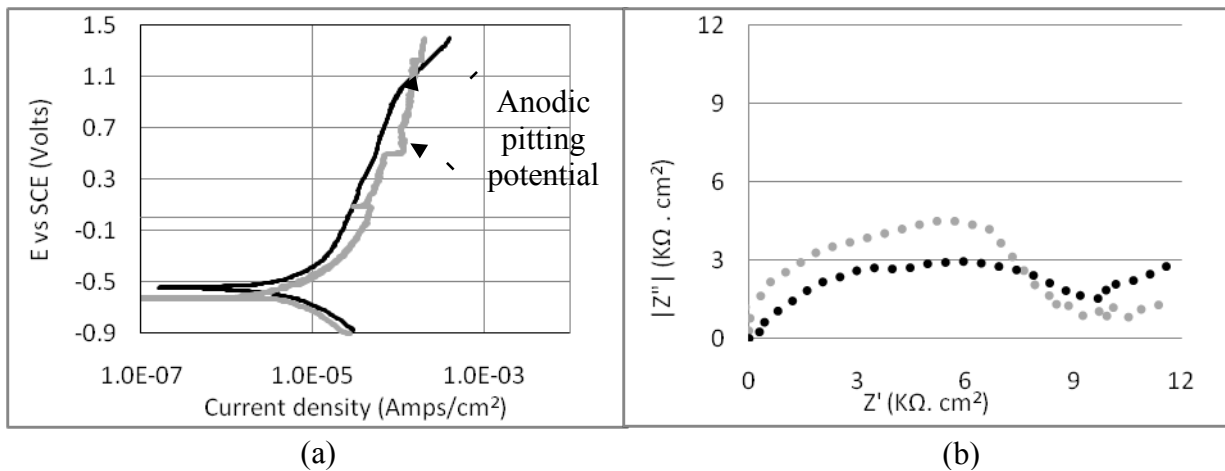 1.5
1.1
0.7
0.3
-0.1
-0.5
-0.9
E vs SCE (Volts)
Anodic
pitting
potential
1.0E-07
1.0E-05
1.0E-03
Current density (Amps/cm²)
(a)
12
9
6
3
0
|Z"| (KΩ . cm²)
0
3
6
9
12
Z' (KΩ. cm²)
(b)